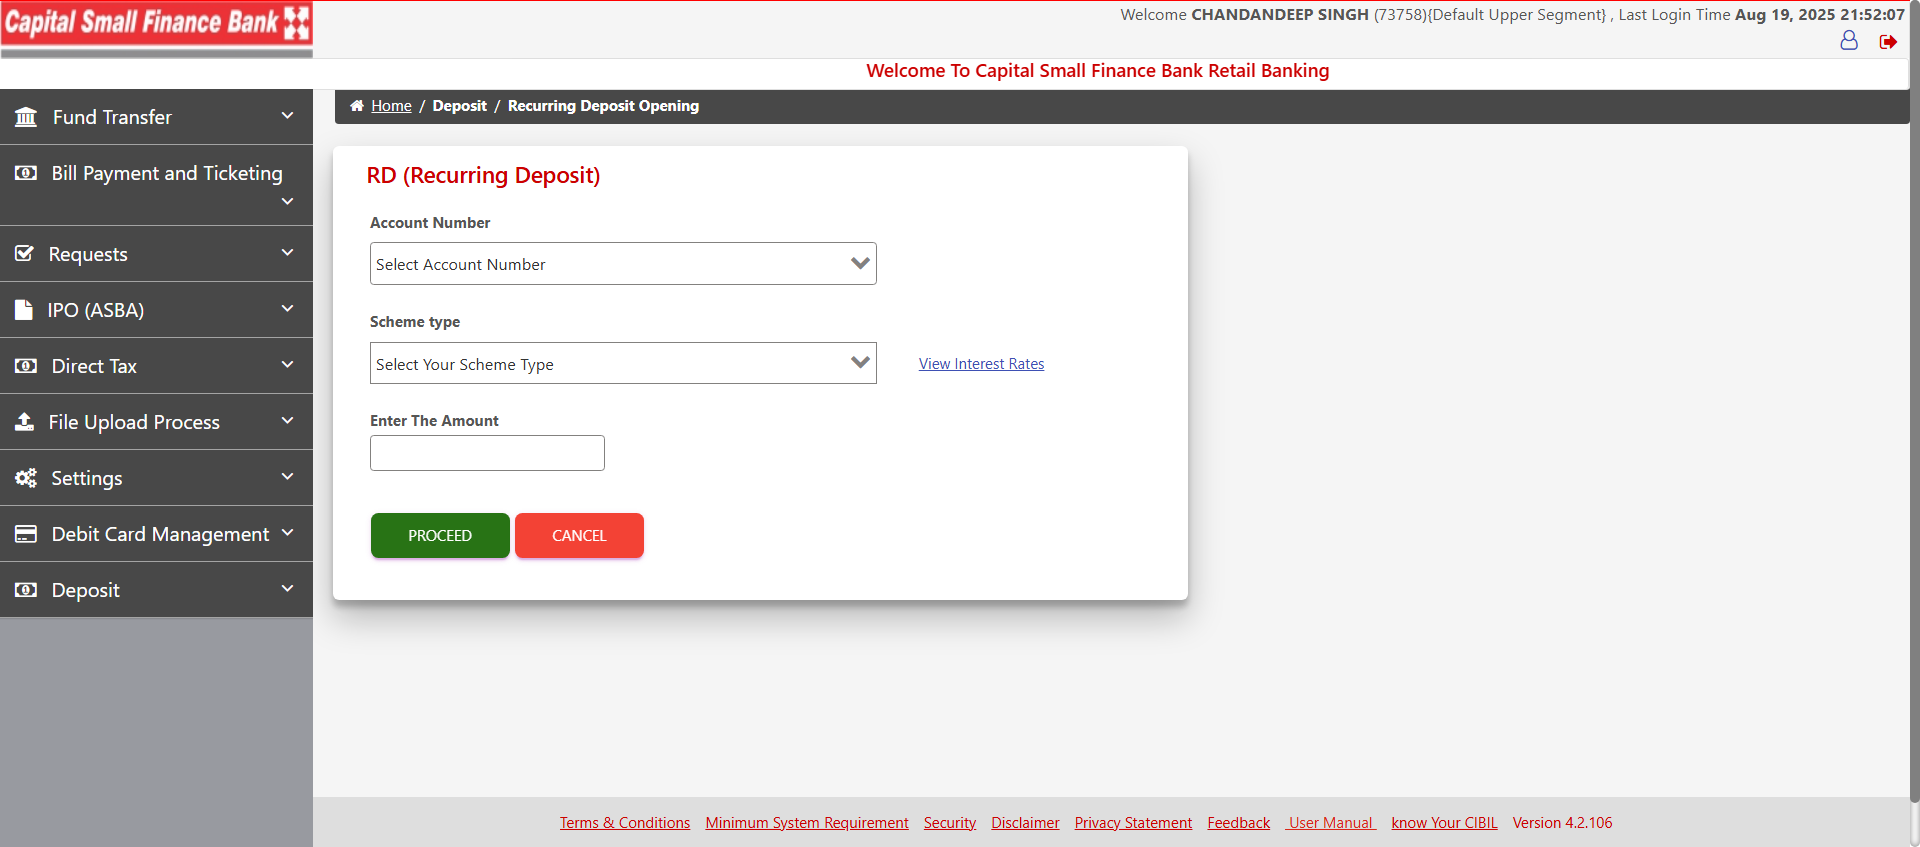 Capital Small Finance Bank
Welcome CHANDANDEEP SINGH (73758){Default Upper Segment} , Last Login Time Aug 19, 2025 21:52:07
Welcome To Capital Small Finance Bank Retail Banking
Fund Transfer
Bill Payment and Ticketing
Requests
IPO (ASBA)
Direct Tax
File Upload Process
Settings
Debit Card Management
Deposit
Home / Deposit / Recurring Deposit Opening
RD (Recurring Deposit)
Account Number
Select Account Number
Scheme type
Select Your Scheme Type
View Interest Rates
Enter The Amount
PROCEED CANCEL
Terms & Conditions Minimum System Requirement Security Disclaimer Privacy Statement Feedback User Manual know Your CIBIL Version 4.2.106